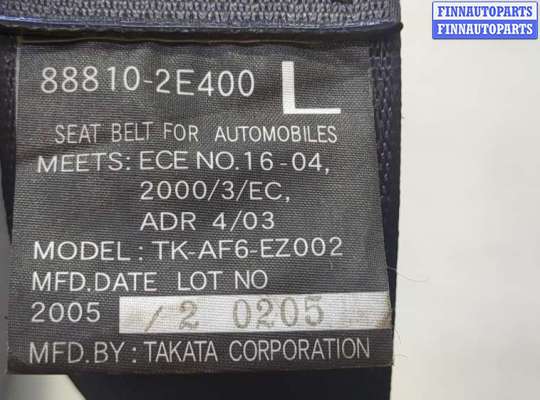 FINNAUTOPARTS
FINNAUTOPARTS
88810-2E400 L
SEAT BELT FOR AUTOMOBILES
MEETS: ECE NO.16-04,
2000/3/EC,
ADR 4/03
MODEL: TK-AF6-EZ002
MFD.DATE LOT NO
2005 /2 0205
MFD.BY: TAKATA CORPORATION